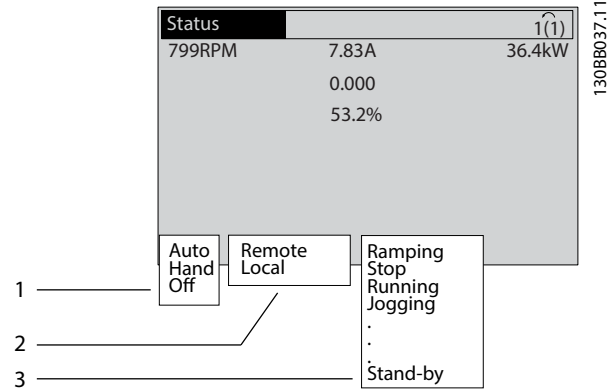 Status 1(1)
799RPM 7.83A 36.4kW
0.000
53.2%
Auto
Hand
Off
Remote
Local
Ramping
Stop
Running
Jogging
.
.
.
Stand-by
1
2
3
130BB037.11